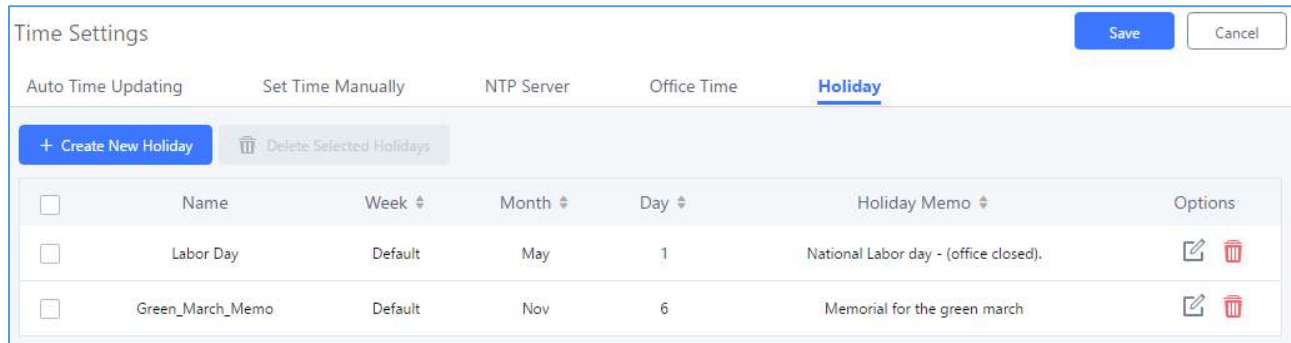 Time Settings Save Cancel
Auto Time Updating Set Time Manually NTP Server Office Time Holiday
+ Create New Holiday Delete Selected Holidays
Name Week Month Day Holiday Memo Options
Labor Day Default May 1 National Labor day - (office closed).
Green_March_Memo Default Nov 6 Memorial for the green march